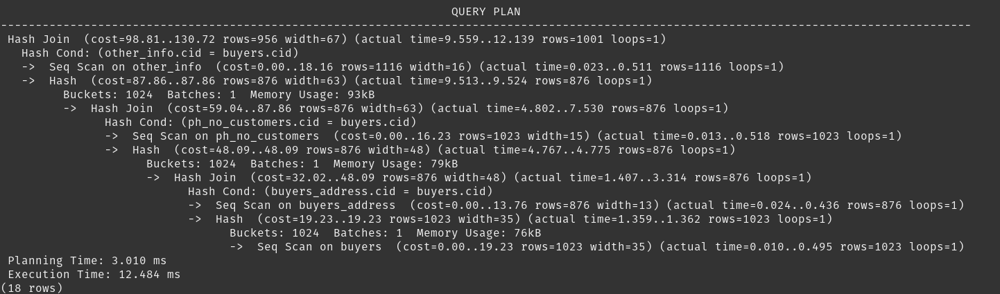 QUERY PLAN
--------------------------------------------------------------------------------------------------------------------------------------------
Hash Join  (cost=98.81..130.72 rows=956 width=67) (actual time=9.559..12.139 rows=1001 loops=1)
  Hash Cond: (other_info.cid = buyers.cid)
  ->  Seq Scan on other_info  (cost=0.00..18.16 rows=1116 width=16) (actual time=0.023..0.511 rows=1116 loops=1)
  ->  Hash  (cost=87.86..87.86 rows=876 width=63) (actual time=9.513..9.524 rows=876 loops=1)
        Buckets: 1024  Batches: 1  Memory Usage: 93kB
        ->  Hash Join  (cost=59.04..87.86 rows=876 width=63) (actual time=4.802..7.530 rows=876 loops=1)
              Hash Cond: (ph_no_customers.cid = buyers.cid)
              ->  Seq Scan on ph_no_customers  (cost=0.00..16.23 rows=1023 width=15) (actual time=0.013..0.518 rows=1023 loops=1)
              ->  Hash  (cost=48.09..48.09 rows=876 width=48) (actual time=4.767..4.775 rows=876 loops=1)
                    Buckets: 1024  Batches: 1  Memory Usage: 79kB
                    ->  Hash Join  (cost=32.02..48.09 rows=876 width=48) (actual time=1.407..3.314 rows=876 loops=1)
                          Hash Cond: (buyers_address.cid = buyers.cid)
                          ->  Seq Scan on buyers_address  (cost=0.00..13.76 rows=876 width=13) (actual time=0.024..0.436 rows=876 loops=1)
                          ->  Hash  (cost=19.23..19.23 rows=1023 width=35) (actual time=1.359..1.362 rows=1023 loops=1)
                                Buckets: 1024  Batches: 1  Memory Usage: 76kB
                                ->  Seq Scan on buyers  (cost=0.00..19.23 rows=1023 width=35) (actual time=0.010..0.495 rows=1023 loops=1)
Planning Time: 3.010 ms
Execution Time: 12.484 ms
(18 rows)